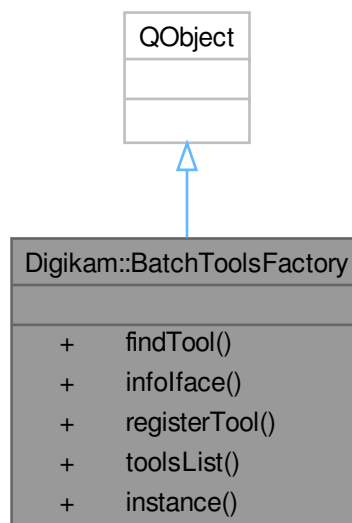 QObject
Digikam::BatchToolsFactory
+ findTool()
+ infoIface()
+ registerTool()
+ toolsList()
+ instance()